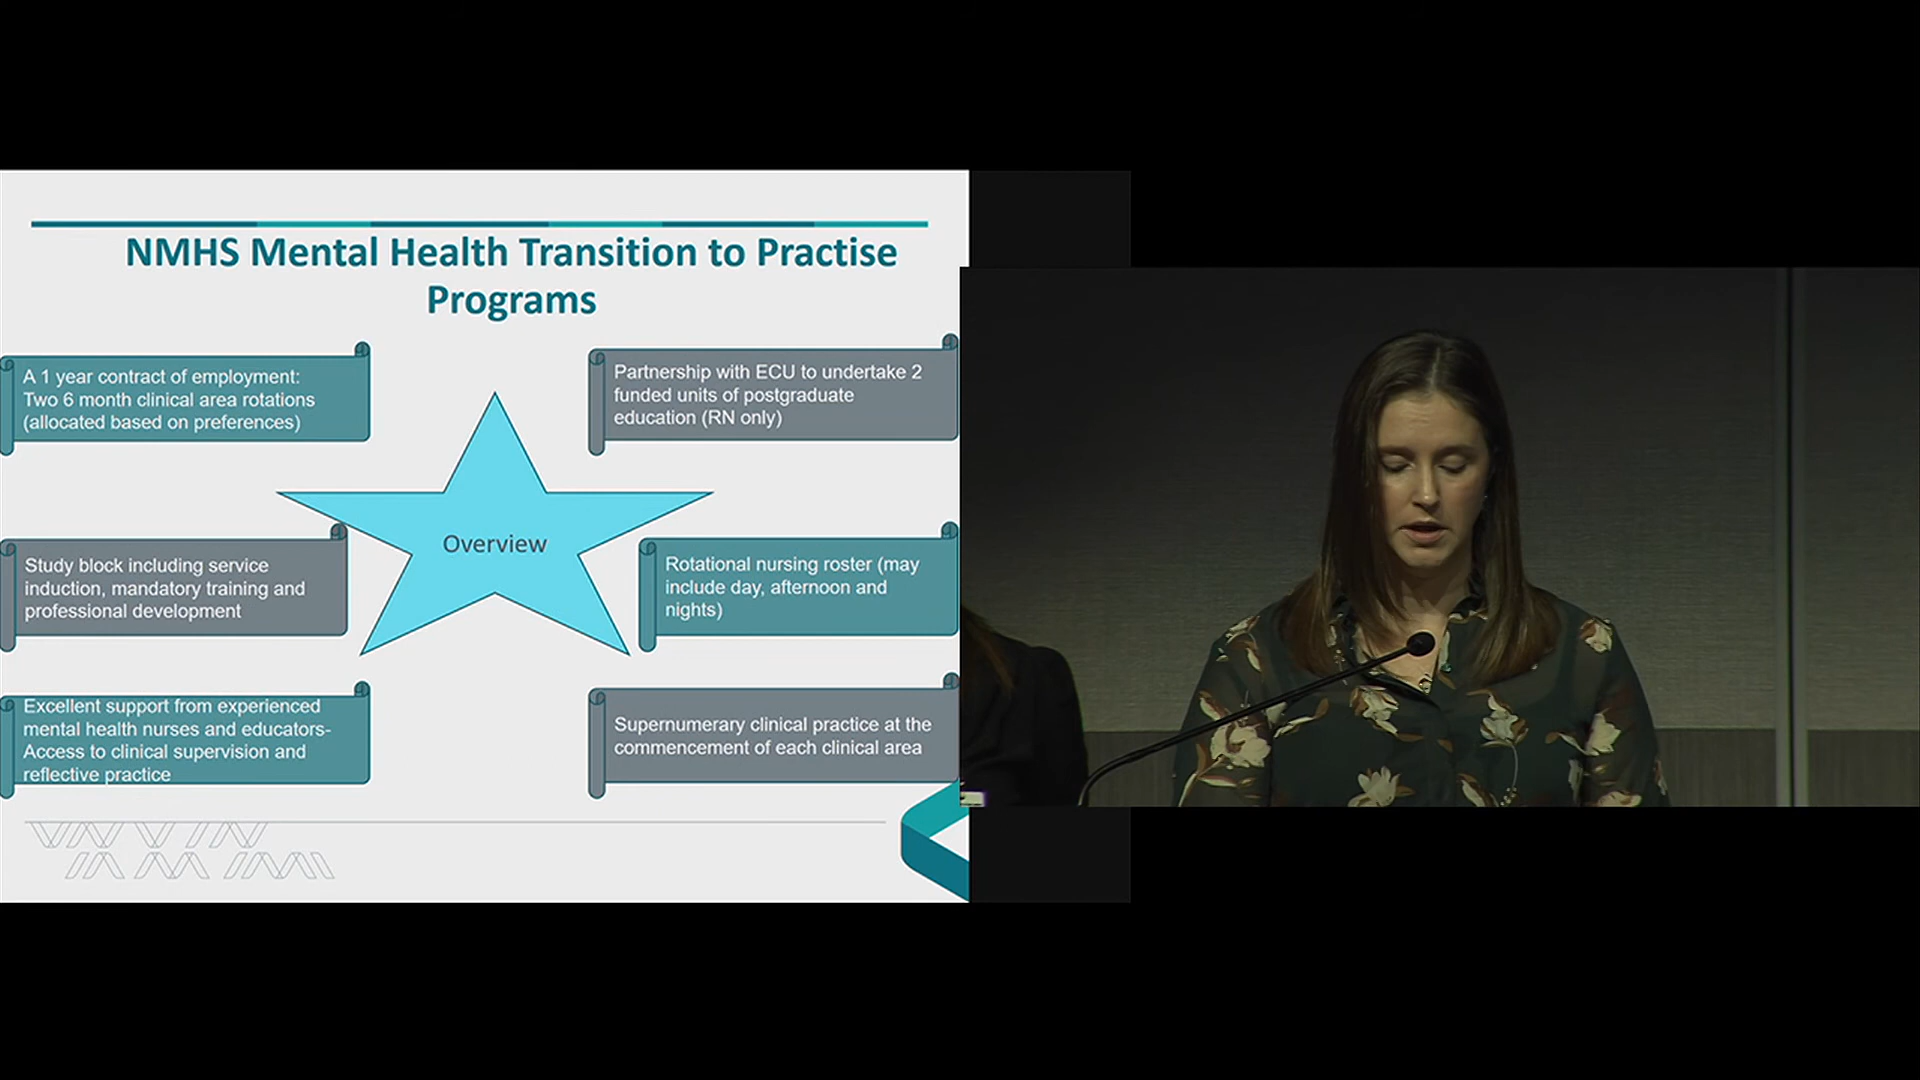 NMHS Mental Health Transition to Practise
Programs
A 1 year contract of employment:
Two 6 month clinical area rotations
(allocated based on preferences)
Partnership with ECU to undertake 2
funded units of postgraduate
education (RN only)
Overview
Study block including service
induction, mandatory training and
professional development
Rotational nursing roster (may
include day, afternoon and
nights)
Excellent support from experienced
mental health nurses and educators-
Access to clinical supervision and
reflective practice
Supernumerary clinical practice at the
commencement of each clinical area